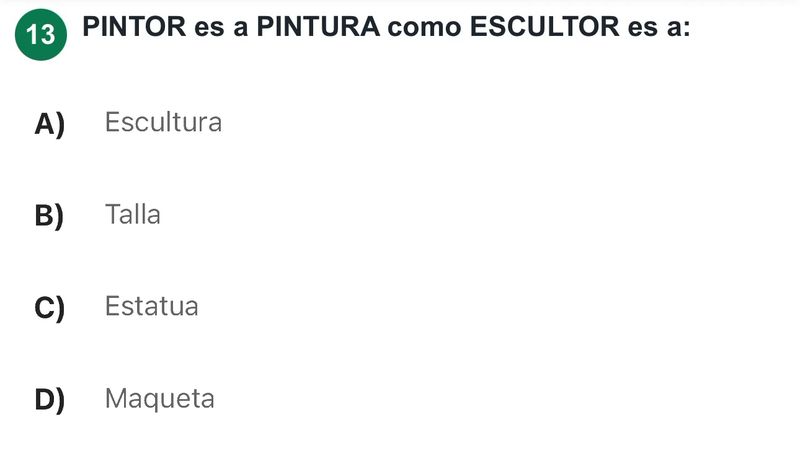 13 PINTOR es a PINTURA como ESCULTOR es a:
A) Escultura
B) Talla
C) Estatua
D) Maqueta